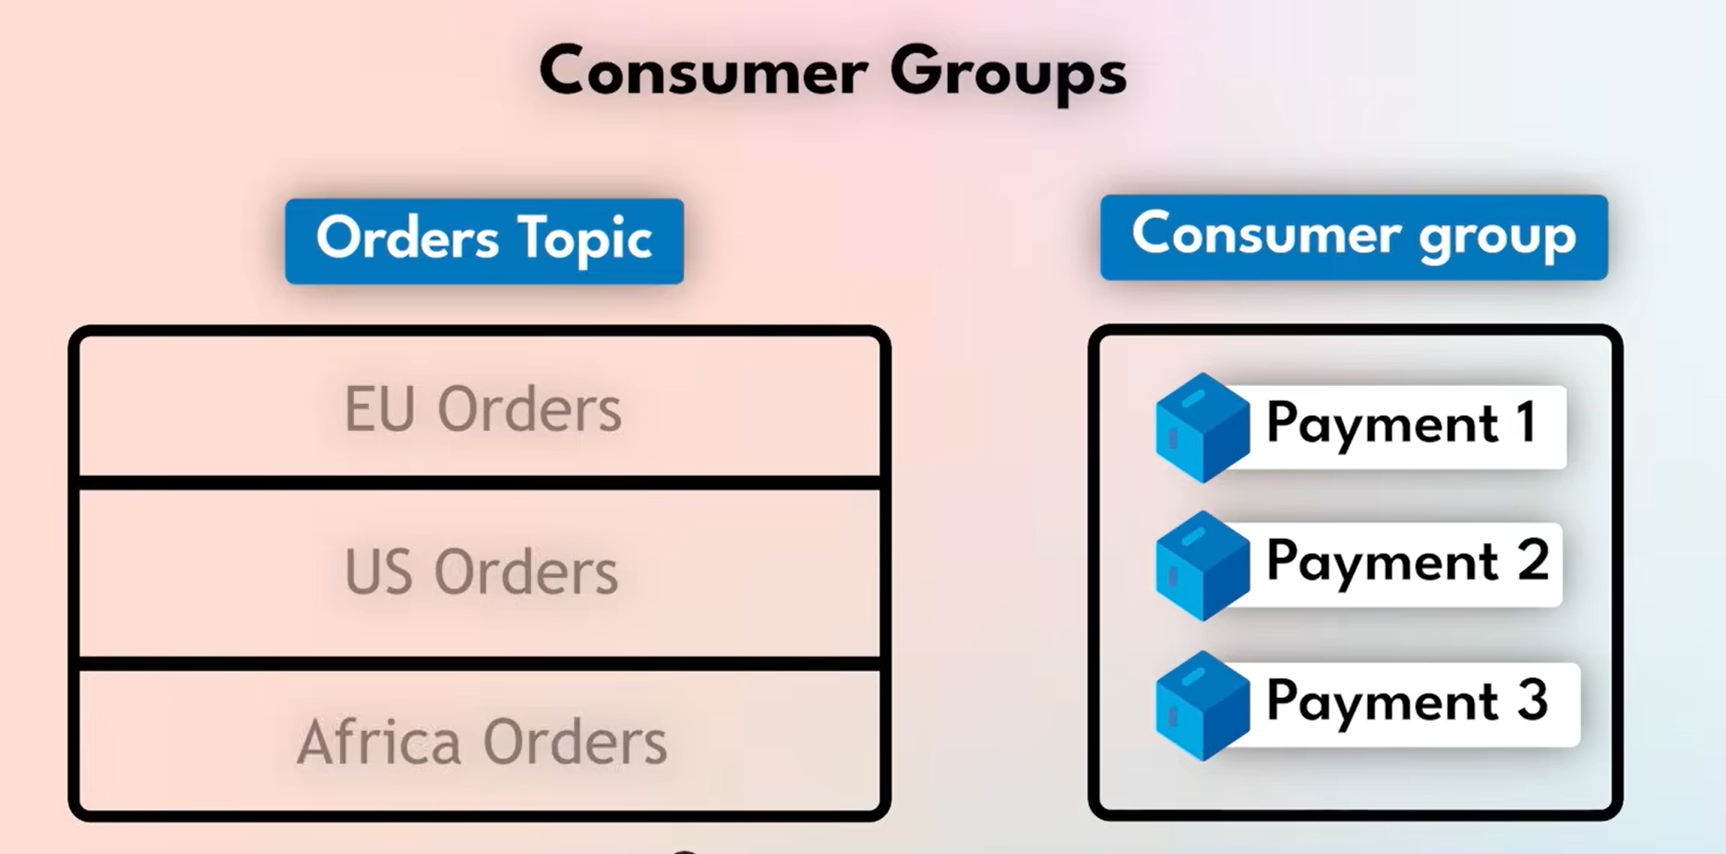 Consumer Groups
Orders Topic
EU Orders
US Orders
Africa Orders
Consumer group
Payment 1
Payment 2
Payment 3